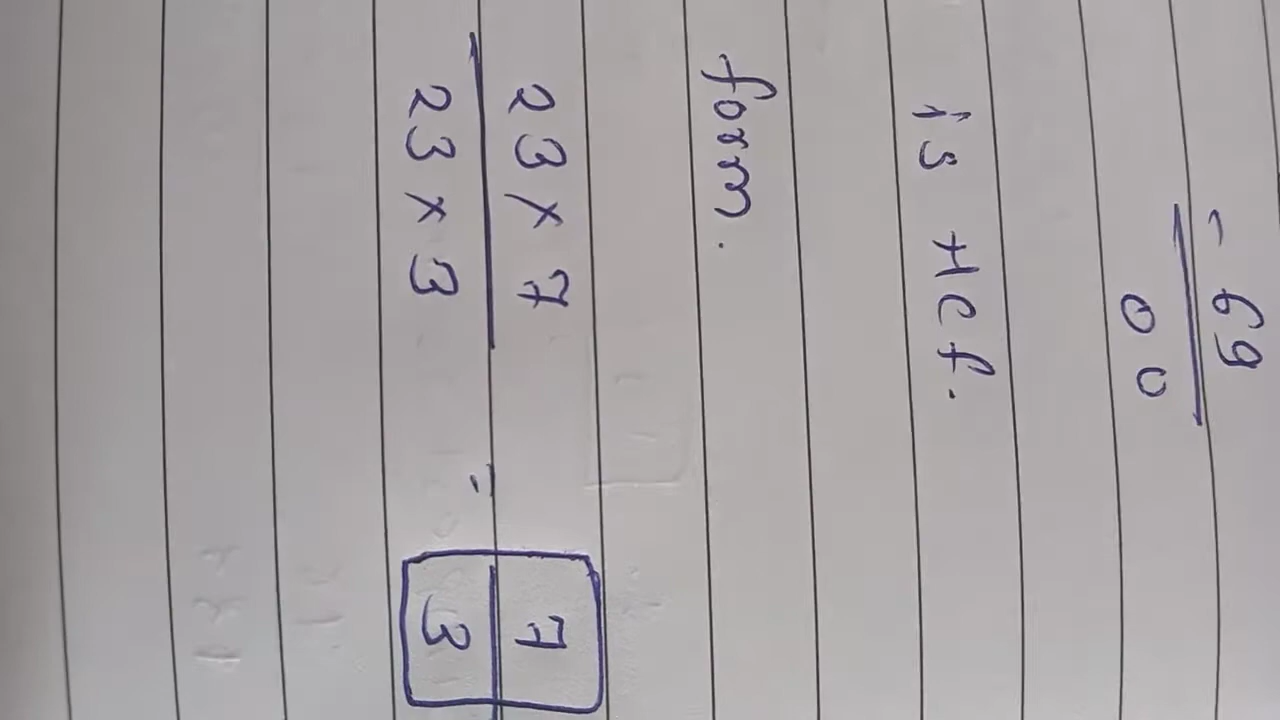 - 69
00
is HCf.
form.
23 × 7
23 × 3
=
7
3